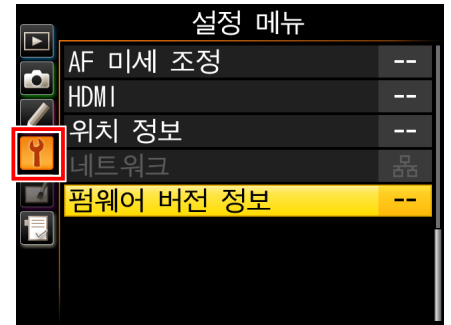 설정 메뉴
AF 미세 조정 --
HDMI --
위치 정보 --
네트워크
펌웨어 버전 정보 --